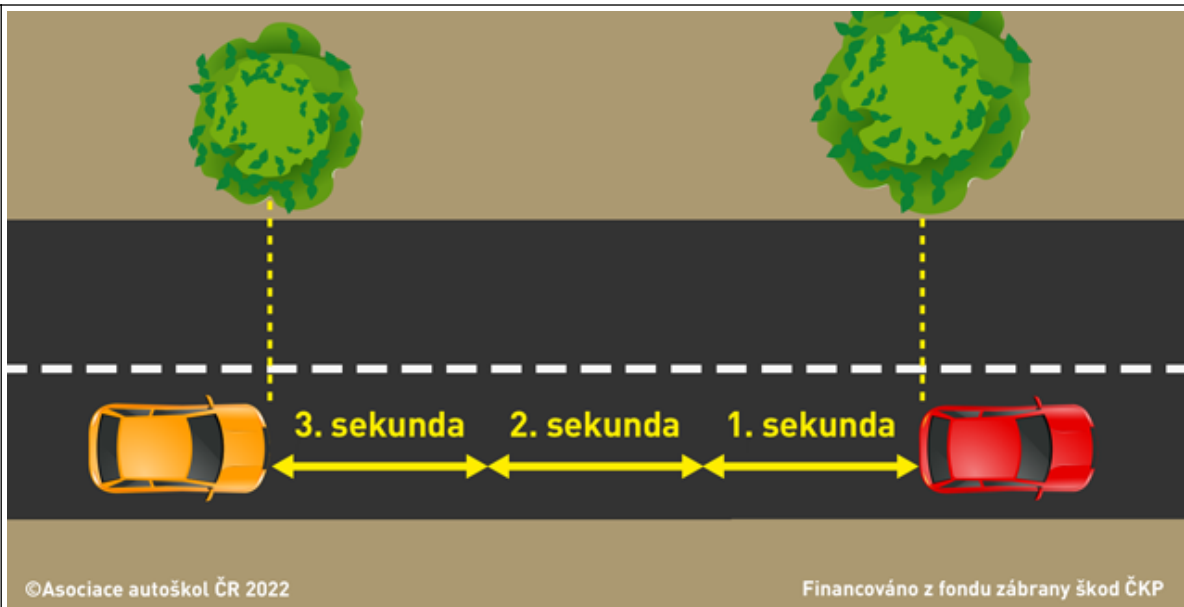 3. sekunda 2. sekunda 1. sekunda
©Asociace autoškol ČR 2022 Financováno z fondu zábrany škod ČKP